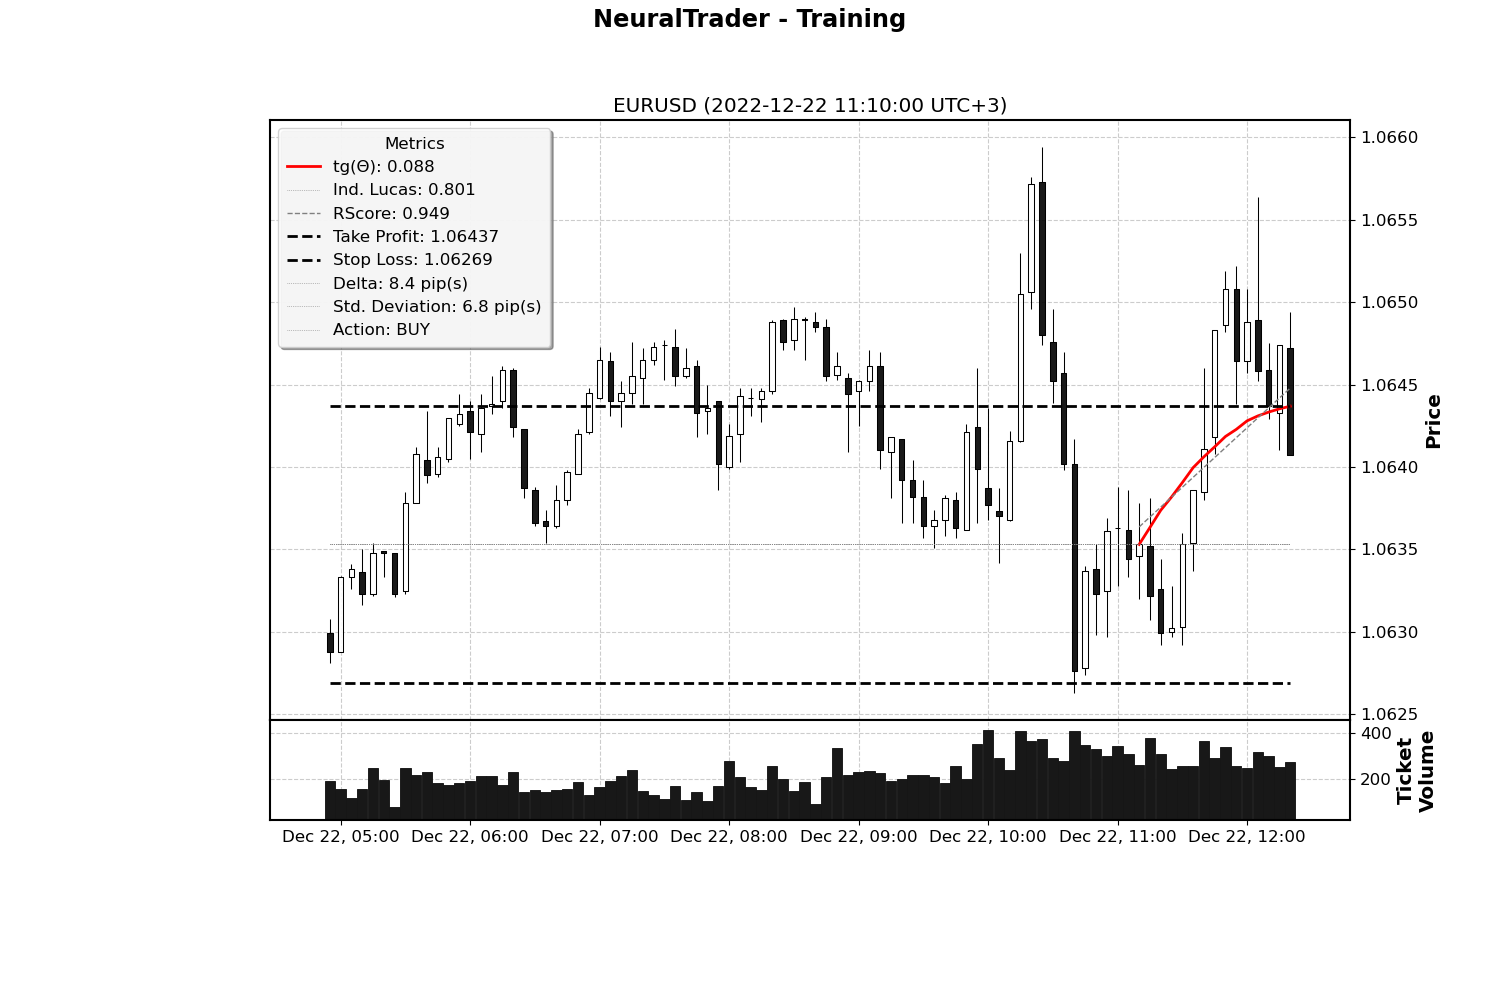 NeuralTrader - Training
EURUSD (2022-12-22 11:10:00 UTC+3)
Metrics
tg(Θ): 0.088
Ind. Lucas: 0.801
RScore: 0.949
Take Profit: 1.06437
Stop Loss: 1.06269
Delta: 8.4 pip(s)
Std. Deviation: 6.8 pip(s)
Action: BUY
1.0660
1.0655
1.0650
1.0645
1.0640
1.0635
1.0630
1.0625
Price
400
200
Ticket
Volume
Dec 22, 05:00
Dec 22, 06:00
Dec 22, 07:00
Dec 22, 08:00
Dec 22, 09:00
Dec 22, 10:00
Dec 22, 11:00
Dec 22, 12:00